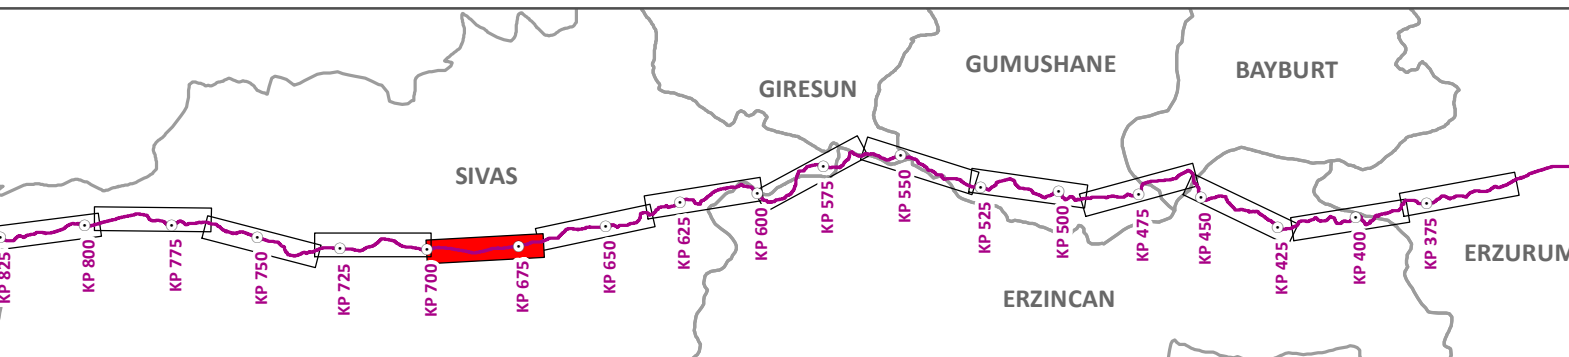 GUMUSHANE
BAYBURT
GIRESUN
SIVAS
ERZURUM
ERZINCAN
KP 825
KP 800
KP 775
KP 750
KP 725
KP 700
KP 675
KP 650
KP 625
KP 600
KP 575
KP 550
KP 525
KP 500
KP 475
KP 450
KP 425
KP 400
KP 375